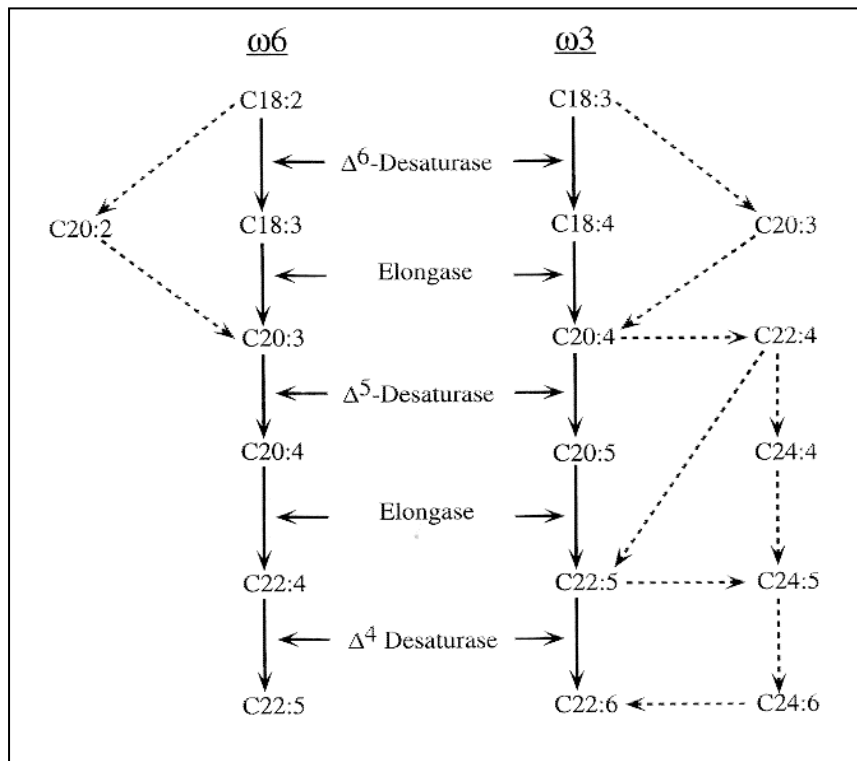 ω6 ω3
C18:2 C18:3
Δ⁶-Desaturase
C20:2 C18:3 C18:4 C20:3
Elongase
C20:3 C20:4 C22:4
Δ⁵-Desaturase
C20:4 C20:5 C24:4
Elongase
C22:4 C22:5 C24:5
Δ⁴ Desaturase
C22:5 C22:6 C24:6